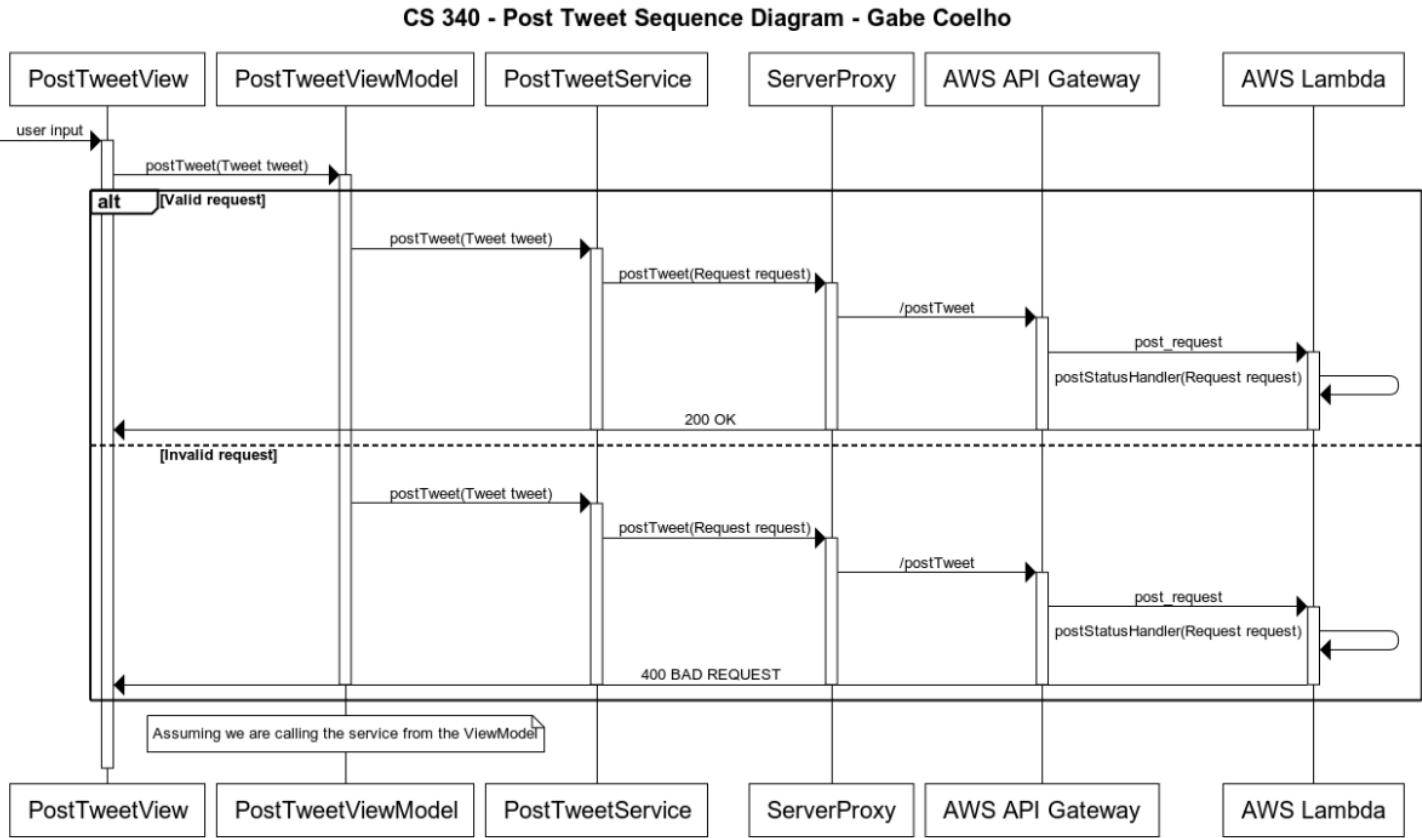 CS 340 - Post Tweet Sequence Diagram - Gabe Coelho
PostTweetView
PostTweetViewModel
PostTweetService
ServerProxy
AWS API Gateway
AWS Lambda
user input
postTweet(Tweet tweet)
alt
[Valid request]
postTweet(Tweet tweet)
postTweet(Request request)
/postTweet
post_request
postStatusHandler(Request request)
200 OK
[Invalid request]
postTweet(Tweet tweet)
postTweet(Request request)
/postTweet
post_request
postStatusHandler(Request request)
400 BAD REQUEST
Assuming we are calling the service from the ViewModel
PostTweetView
PostTweetViewModel
PostTweetService
ServerProxy
AWS API Gateway
AWS Lambda